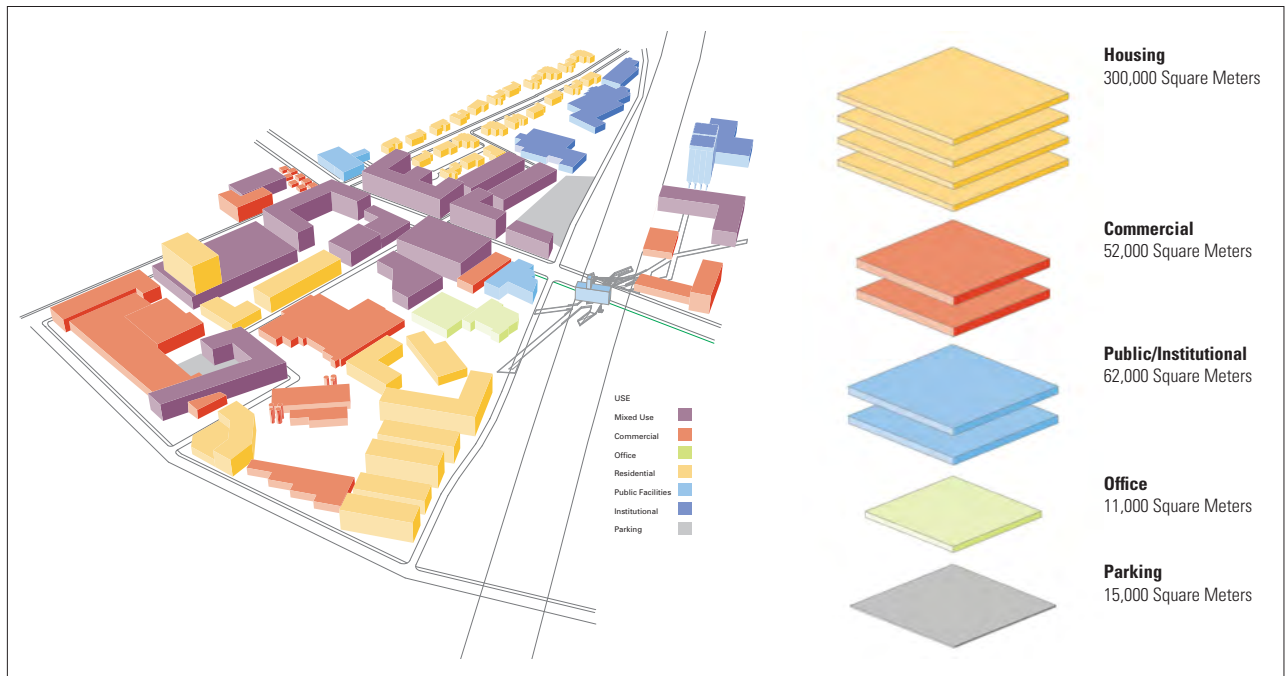 USE
Mixed Use
Commercial
Office
Residential
Public Facilities
Institutional
Parking
Housing
300,000 Square Meters
Commercial
52,000 Square Meters
Public/Institutional
62,000 Square Meters
Office
11,000 Square Meters
Parking
15,000 Square Meters